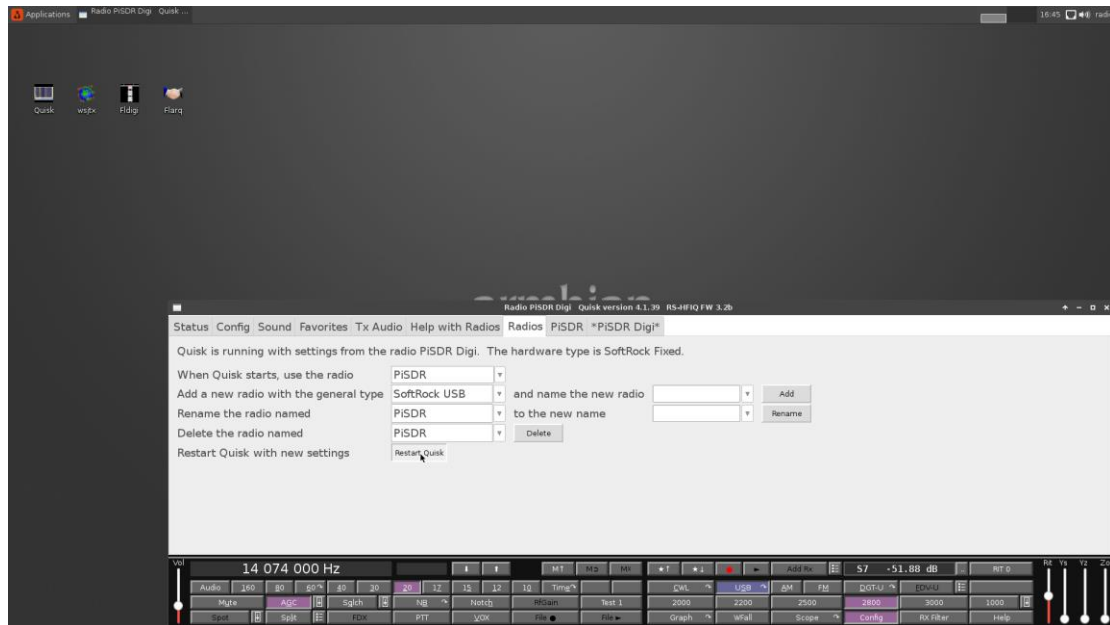 Applications Radio PiSDR Digi Quisk ... 16:45 radi
Quisk wsjtx Fldigi Flarq
armbian
Radio PiSDR Digi Quisk version 4.1.39 RS-HFIQ FW 3.2b
Status Config Sound Favorites Tx Audio Help with Radios Radios PiSDR *PiSDR Digi*
Quisk is running with settings from the radio PiSDR Digi. The hardware type is SoftRock Fixed.
When Quisk starts, use the radio PiSDR
Add a new radio with the general type SoftRock USB and name the new radio Add
Rename the radio named PiSDR to the new name Rename
Delete the radio named PiSDR Delete
Restart Quisk with new settings Restart Quisk
Vol 14 074 000 Hz M↑ ★↑ ★↓ Add Rx S7 -51.88 dB RIT 0 Rit Ys Yz Zo
Audio 160 80 60 40 30 20 17 15 12 10 Time CWL USB AM FM DGT-U FDV-U
Mute AGC Sqlch NB Notch RfGain Test 1 2000 2200 2500 2800 3000 1000
Spot Split FDX PTT VOX File ● File ► Graph WFall Scope Config RX Filter Help